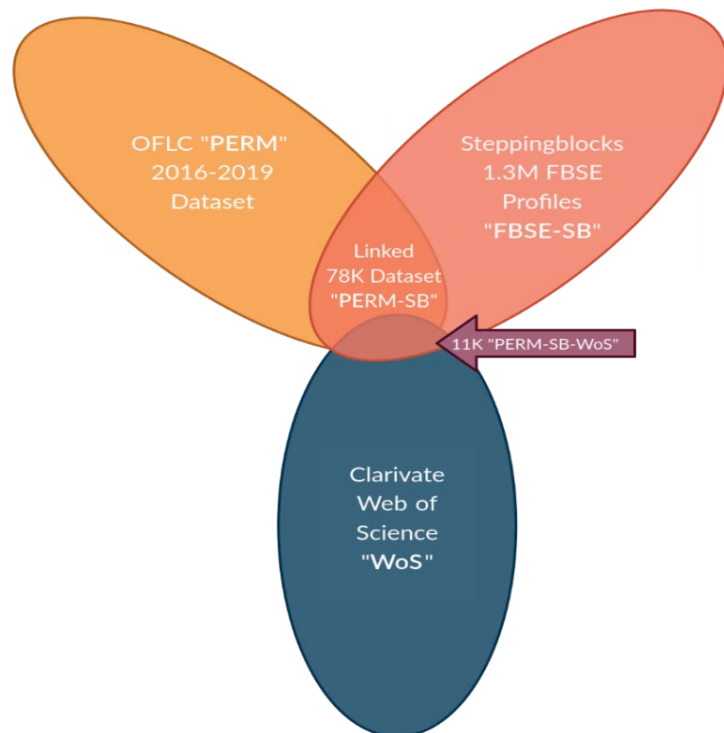 OFLC "PERM"
2016-2019
Dataset
Steppingblocks
1.3M FBSE
Profiles
"FBSE-SB"
Linked
78K Dataset
"PERM-SB"
11K "PERM-SB-WoS"
Clarivate
Web of
Science
"WoS"